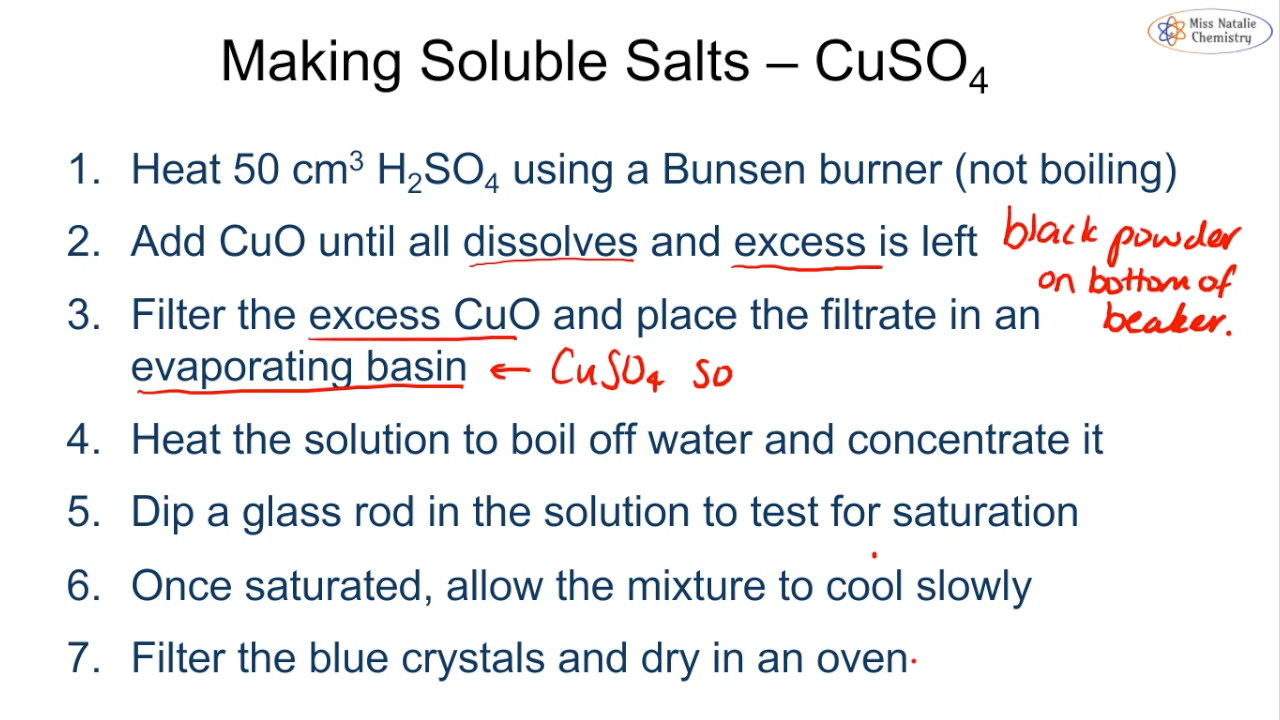 Miss Natalie
Chemistry
Making Soluble Salts – CuSO₄
1. Heat 50 cm³ H₂SO₄ using a Bunsen burner (not boiling)
2. Add CuO until all dissolves and excess is left
black powder
on bottom of
beaker.
3. Filter the excess CuO and place the filtrate in an
evaporating basin ← CuSO₄ so
4. Heat the solution to boil off water and concentrate it
5. Dip a glass rod in the solution to test for saturation
6. Once saturated, allow the mixture to cool slowly
7. Filter the blue crystals and dry in an oven